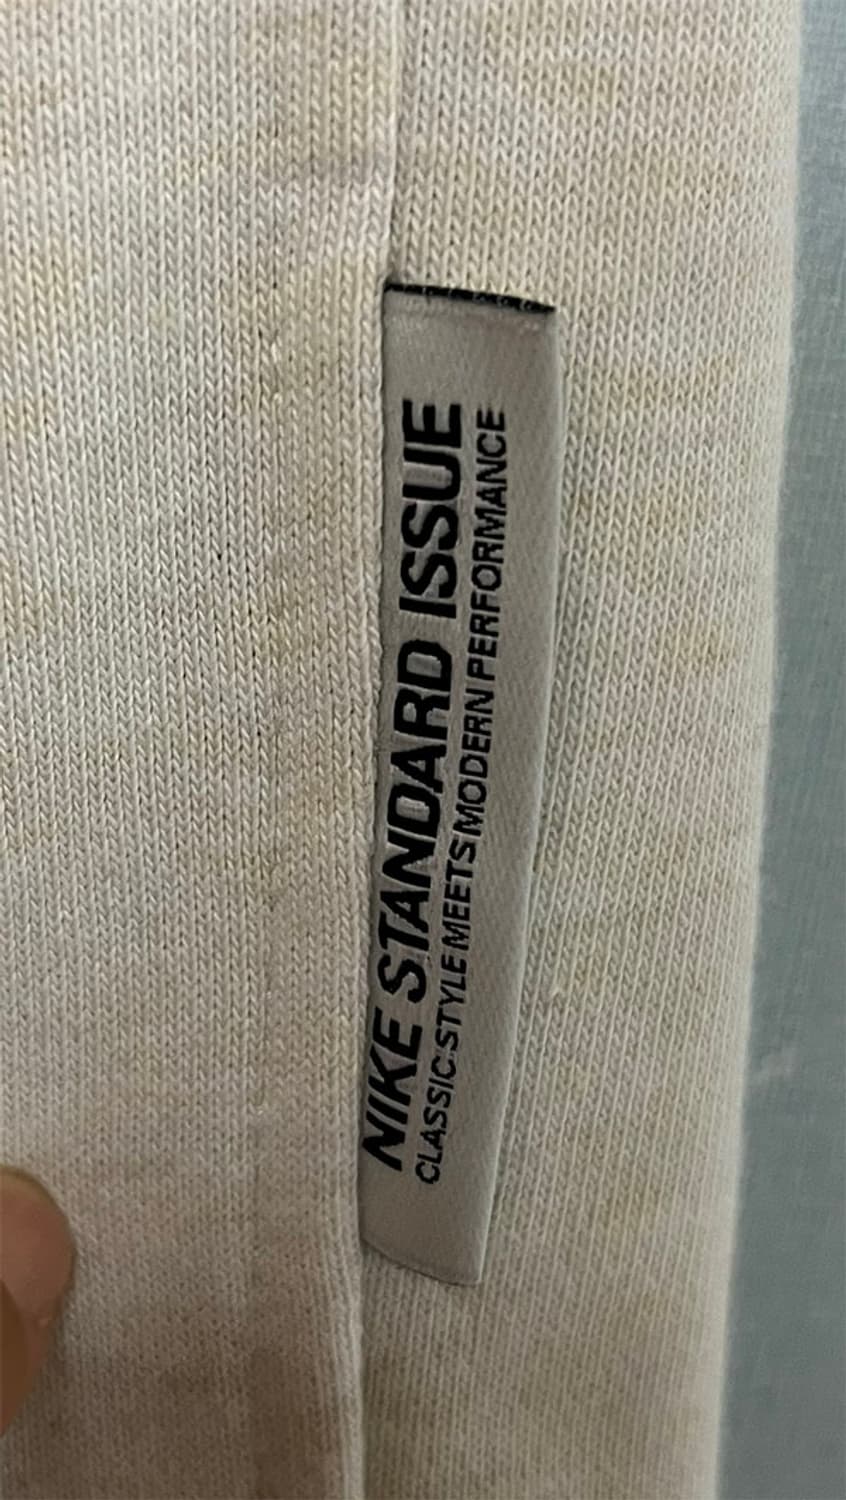 NIKE STANDARD ISSUE
CLASSIC STYLE MEETS MODERN PERFORMANCE